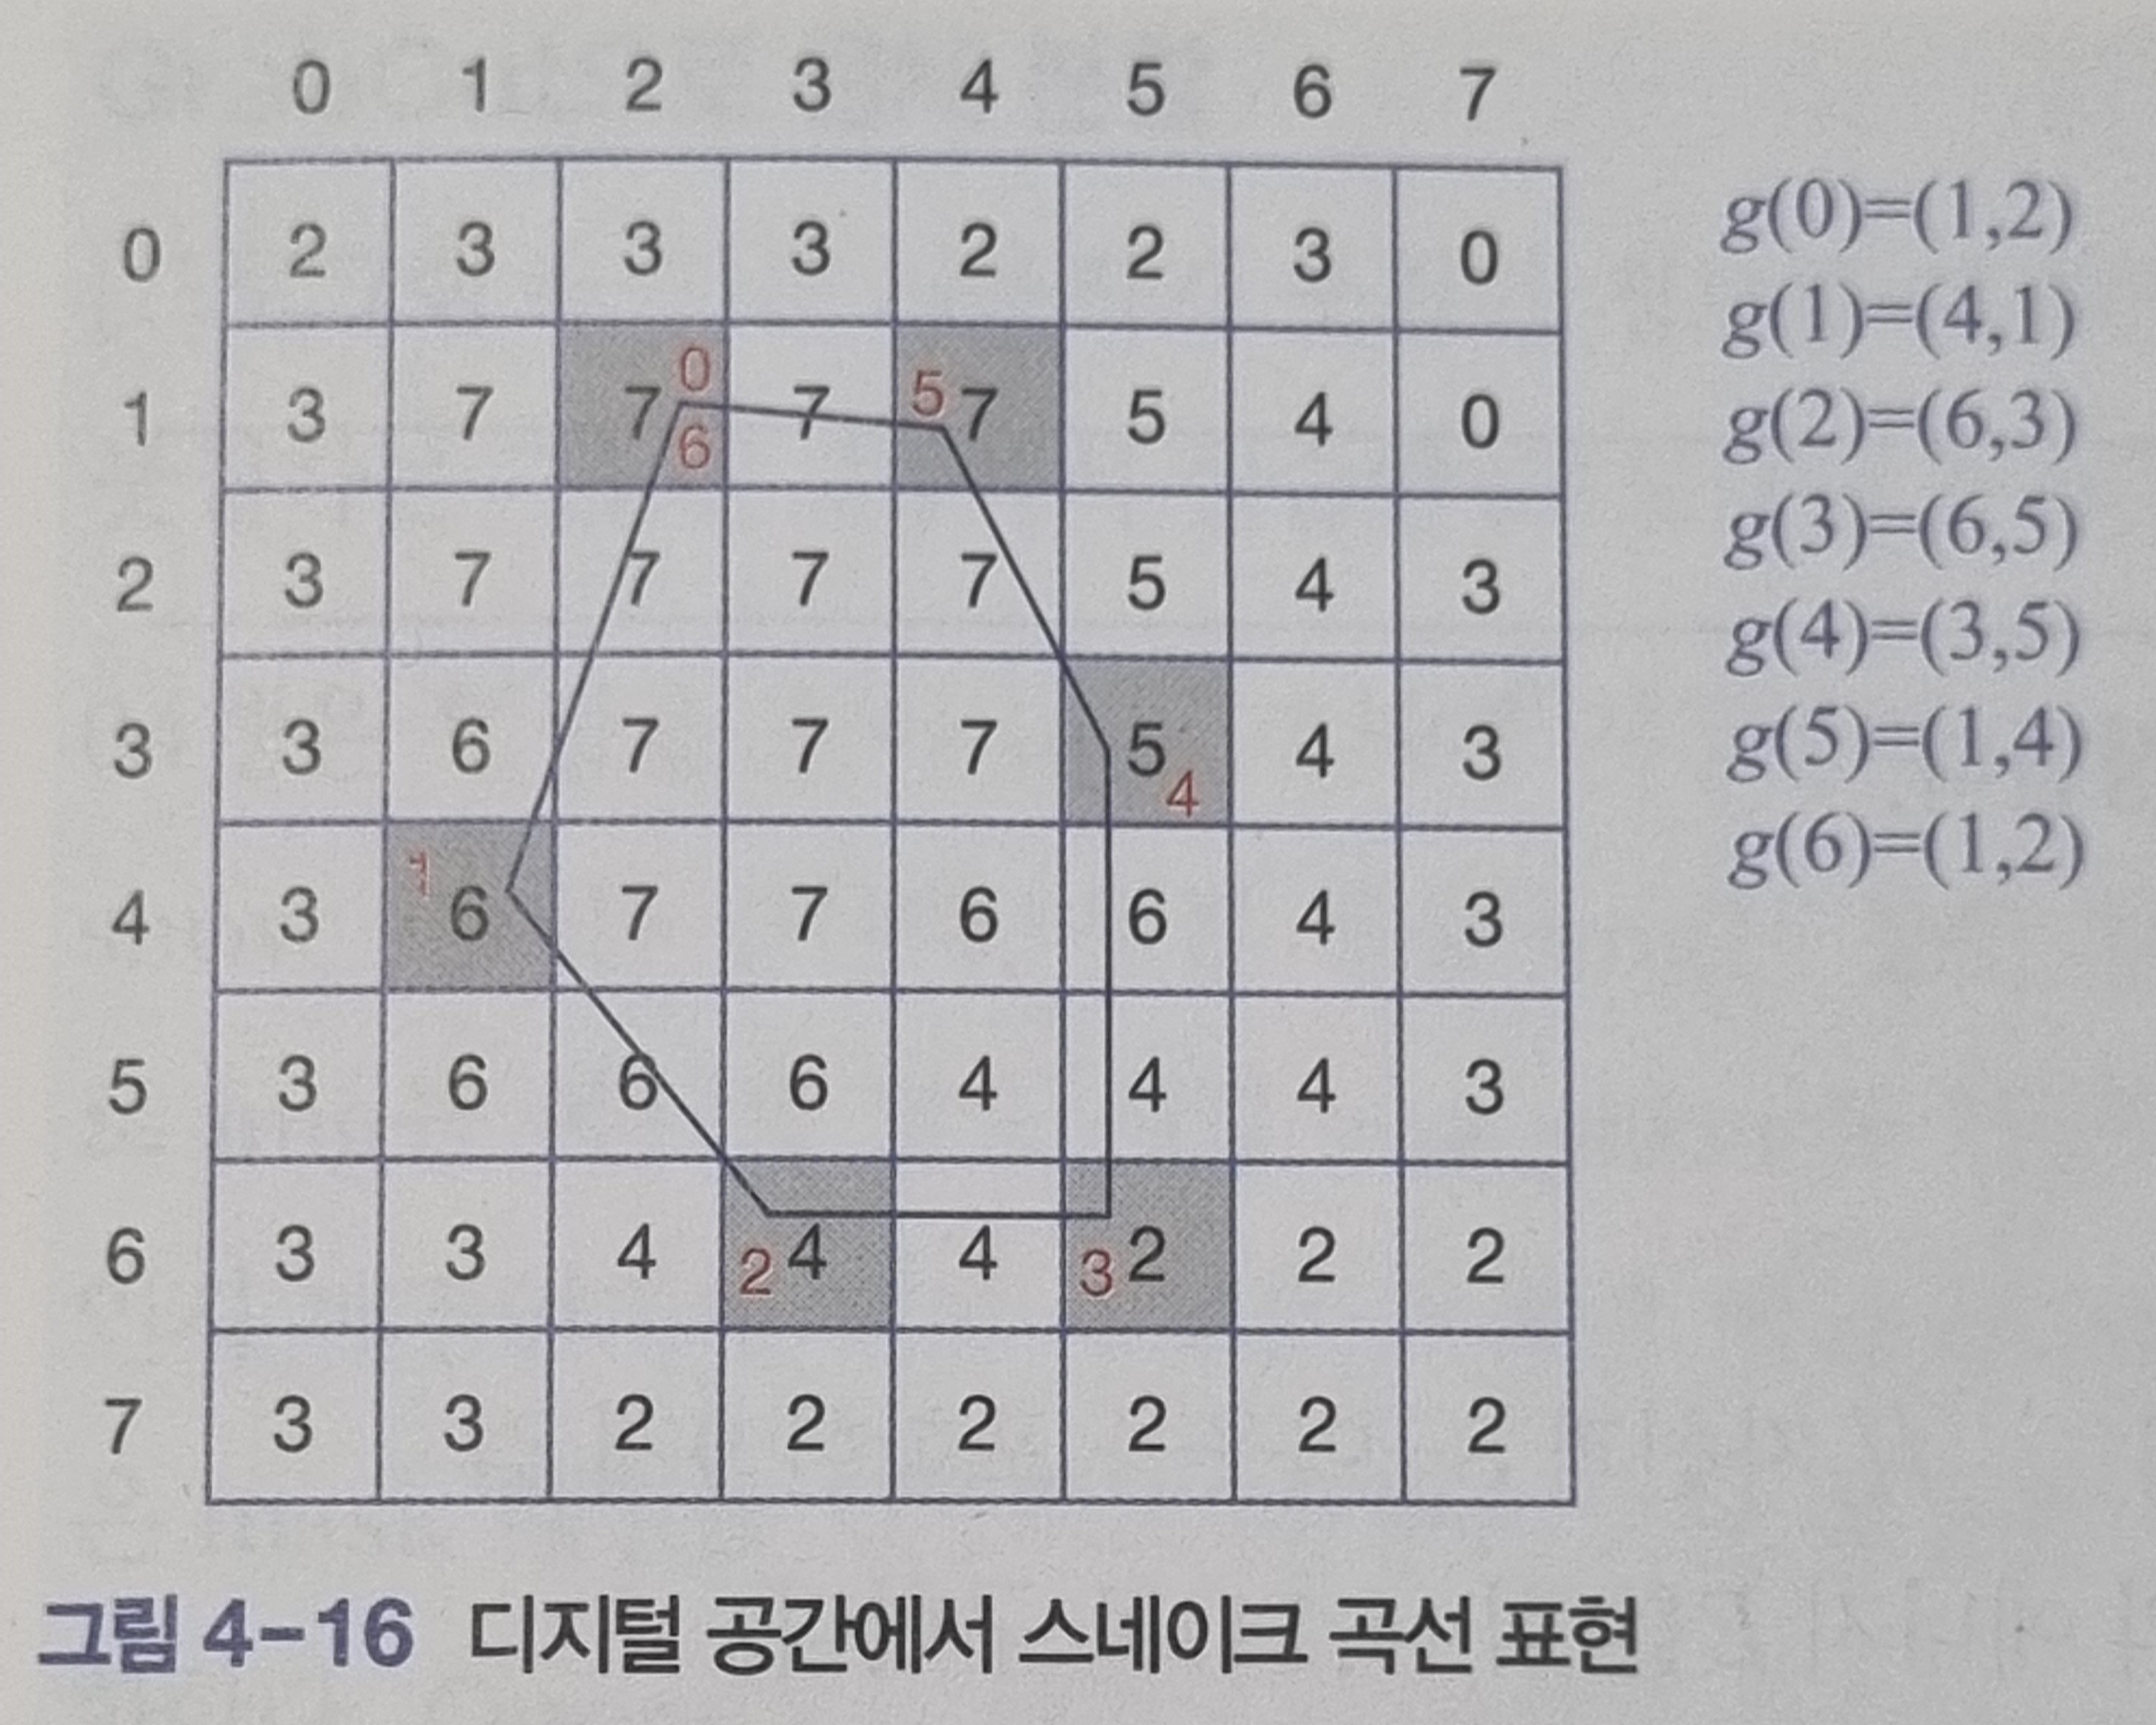 0 1 2 3 4 5 6 7
0 2 3 3 3 2 2 3 0
1 3 7 7 0 6 7 5 7 5 4 0
2 3 7 7 7 7 5 4 3
3 3 6 7 7 7 5 4 4 3
4 3 1 6 7 7 6 6 4 3
5 3 6 6 6 4 4 4 3
6 3 3 4 2 4 4 3 2 2 2
7 3 3 2 2 2 2 2 2
g(0)=(1,2)
g(1)=(4,1)
g(2)=(6,3)
g(3)=(6,5)
g(4)=(3,5)
g(5)=(1,4)
g(6)=(1,2)
그림 4-16 디지털 공간에서 스네이크 곡선 표현